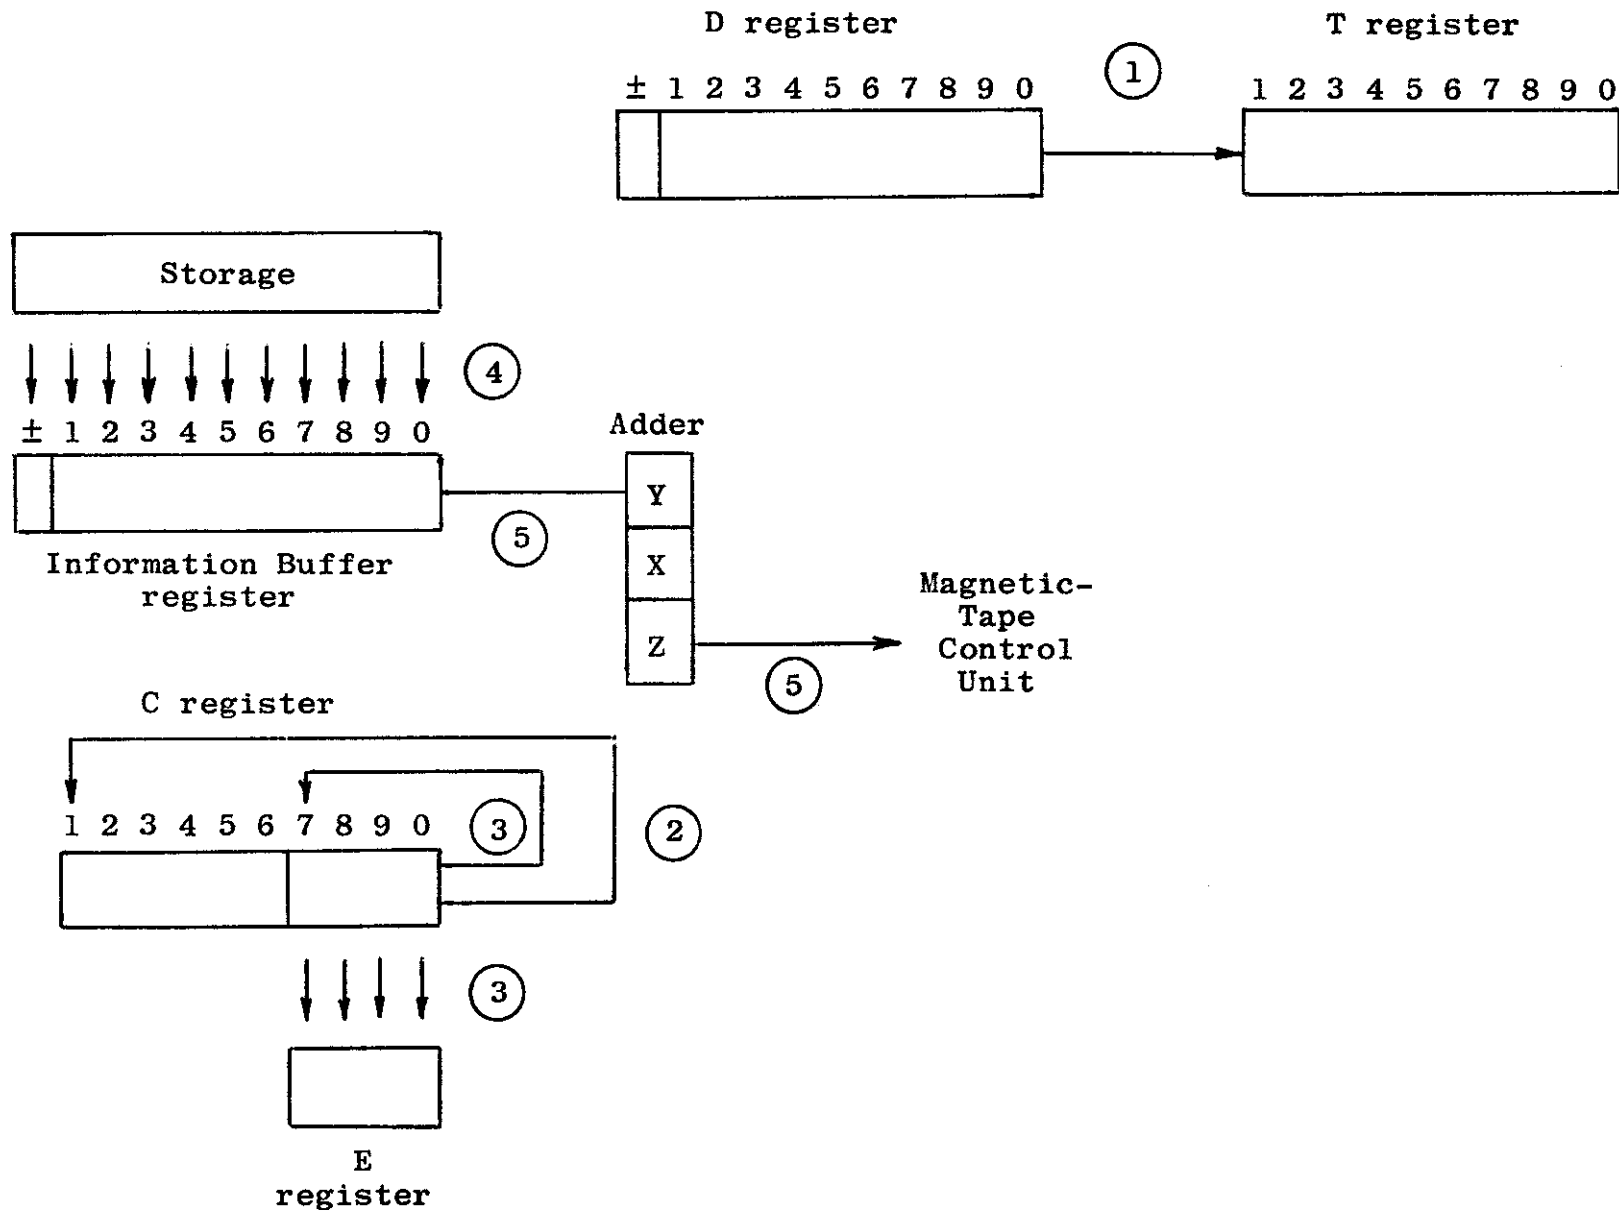 D register
T register
1
± 1 2 3 4 5 6 7 8 9 0
1 2 3 4 5 6 7 8 9 0
Storage
4
± 1 2 3 4 5 6 7 8 9 0
Adder
Y
5
Information Buffer
register
X
Z
Magnetic-
Tape
Control
Unit
5
C register
1 2 3 4 5 6 7 8 9 0
3
2
3
E
register